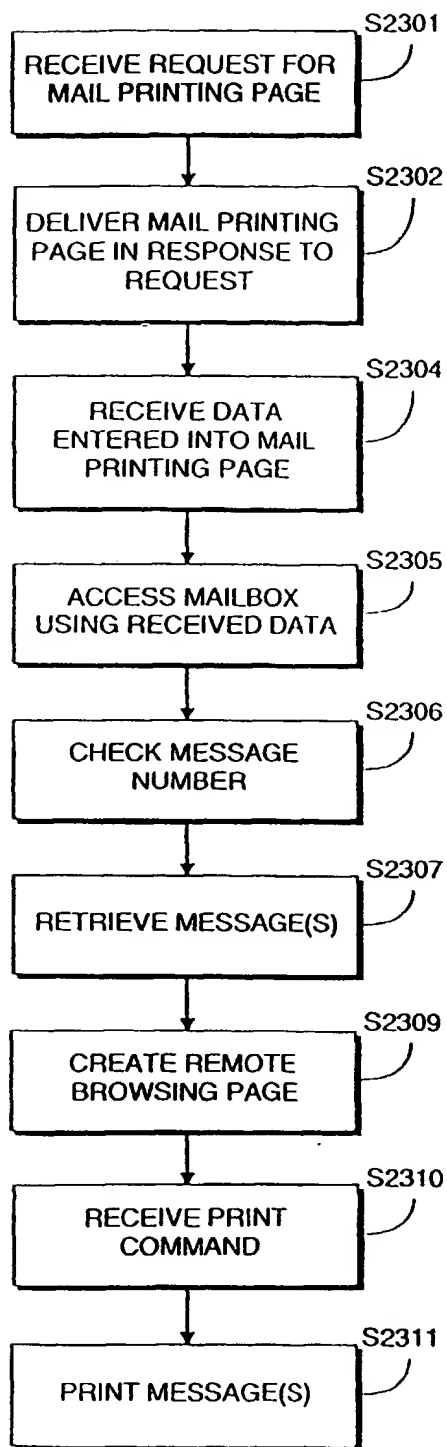 S2301
RECEIVE REQUEST FOR
MAIL PRINTING PAGE
S2302
DELIVER MAIL PRINTING
PAGE IN RESPONSE TO
REQUEST
S2304
RECEIVE DATA
ENTERED INTO MAIL
PRINTING PAGE
S2305
ACCESS MAILBOX
USING RECEIVED DATA
S2306
CHECK MESSAGE
NUMBER
S2307
RETRIEVE MESSAGE(S)
S2309
CREATE REMOTE
BROWSING PAGE
S2310
RECEIVE PRINT
COMMAND
S2311
PRINT MESSAGE(S)